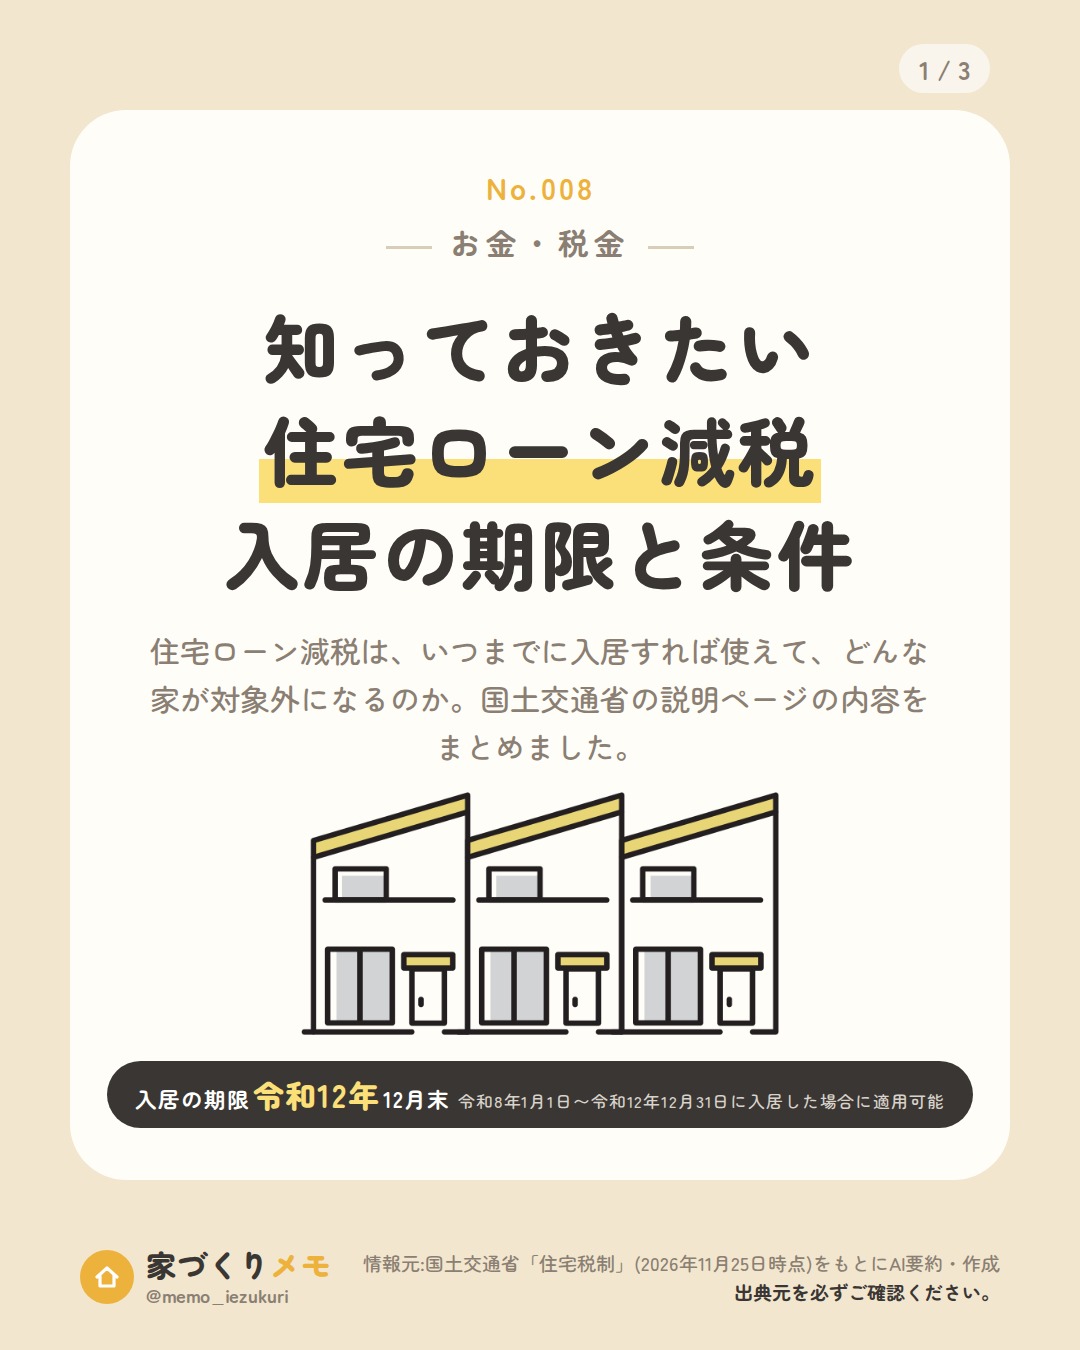 1 / 3
No.008
お金・税金
知っておきたい
住宅ローン減税
入居の期限と条件
住宅ローン減税は、いつまでに入居すれば使えて、どんな
家が対象外になるのか。国土交通省の説明ページの内容を
まとめました。
入居の期限 令和12年 12月末 令和8年1月1日〜令和12年12月31日に入居した場合に適用可能
家づくりメモ
@memo_iezukuri
情報元:国土交通省「住宅税制」(2026年11月25日時点)をもとにAI要約・作成
出典元を必ずご確認ください。